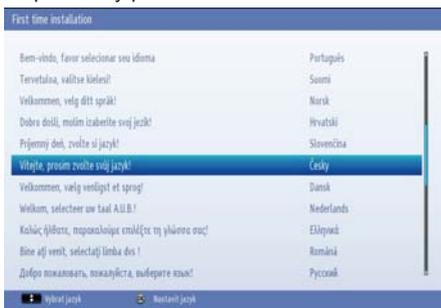 First time installation
Bem-vindo, favor selecionar seu idioma Português
Tervetuloa, valitse kielesi! Suomi
Velkommen, velg ditt språk! Norsk
Dobro došli, molim izaberite svoj jezik! Hrvatski
Príjemný deň, zvoľte si jazyk! Slovenčina
Vítejte, prosím zvolte svůj jazyk! Česky
Velkommen, vælg venligst et sprog! Dansk
Welkom, selecteer uw taal A.U.B.! Nederlands
Καλώς ήλθατε, παρακαλούμε επιλέξτε τη γλώσσα σας! Ελληνικά
Bine aţi venit, selectaţi limba dvs ! Română
Добро пожаловать, пожалуйста, выберите язык! Русский
Vybrat jazyk Nastavit jazyk